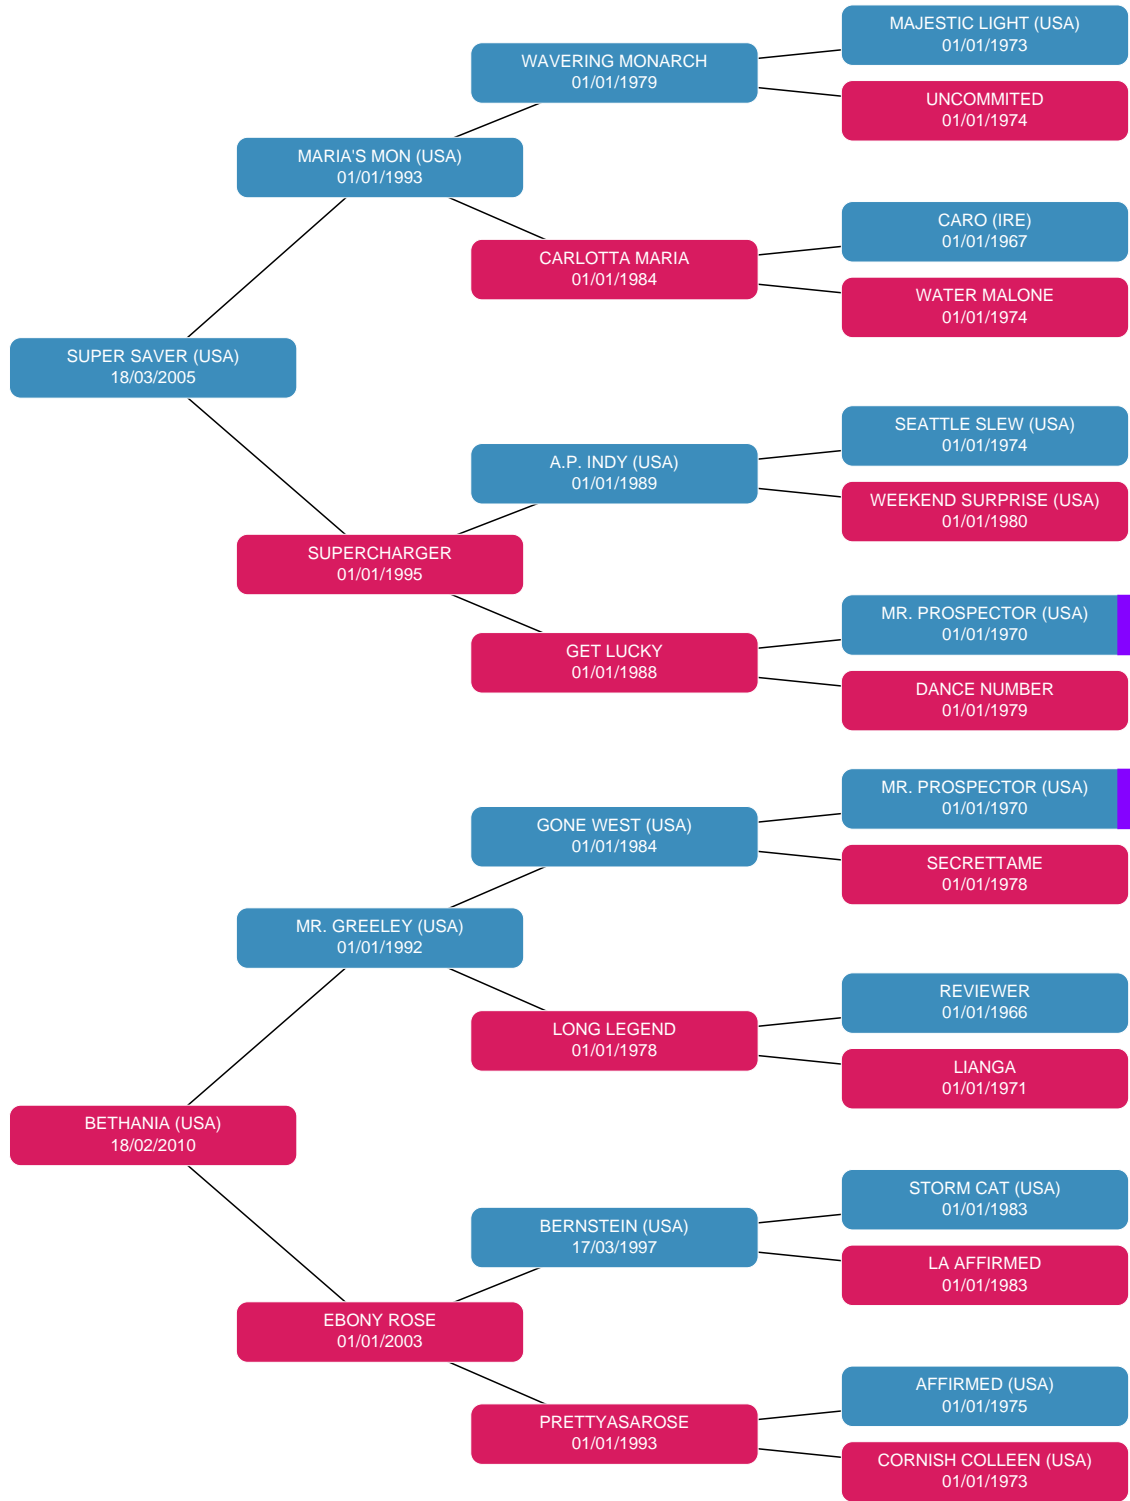 MAJESTIC LIGHT (USA)
01/01/1973
WAVERING MONARCH
01/01/1979
UNCOMMITED
01/01/1974
MARIA'S MON (USA)
01/01/1993
CARO (IRE)
01/01/1967
CARLOTTA MARIA
01/01/1984
WATER MALONE
01/01/1974
SUPER SAVER (USA)
18/03/2005
SEATTLE SLEW (USA)
01/01/1974
A.P. INDY (USA)
01/01/1989
WEEKEND SURPRISE (USA)
01/01/1980
SUPERCHARGER
01/01/1995
MR. PROSPECTOR (USA)
01/01/1970
GET LUCKY
01/01/1988
DANCE NUMBER
01/01/1979
MR. PROSPECTOR (USA)
01/01/1970
GONE WEST (USA)
01/01/1984
SECRETTAME
01/01/1978
MR. GREELEY (USA)
01/01/1992
REVIEWER
01/01/1966
LONG LEGEND
01/01/1978
LIANGA
01/01/1971
BETHANIA (USA)
18/02/2010
STORM CAT (USA)
01/01/1983
BERNSTEIN (USA)
17/03/1997
LA AFFIRMED
01/01/1983
EBONY ROSE
01/01/2003
AFFIRMED (USA)
01/01/1975
PRETTYASAROSE
01/01/1993
CORNISH COLLEEN (USA)
01/01/1973